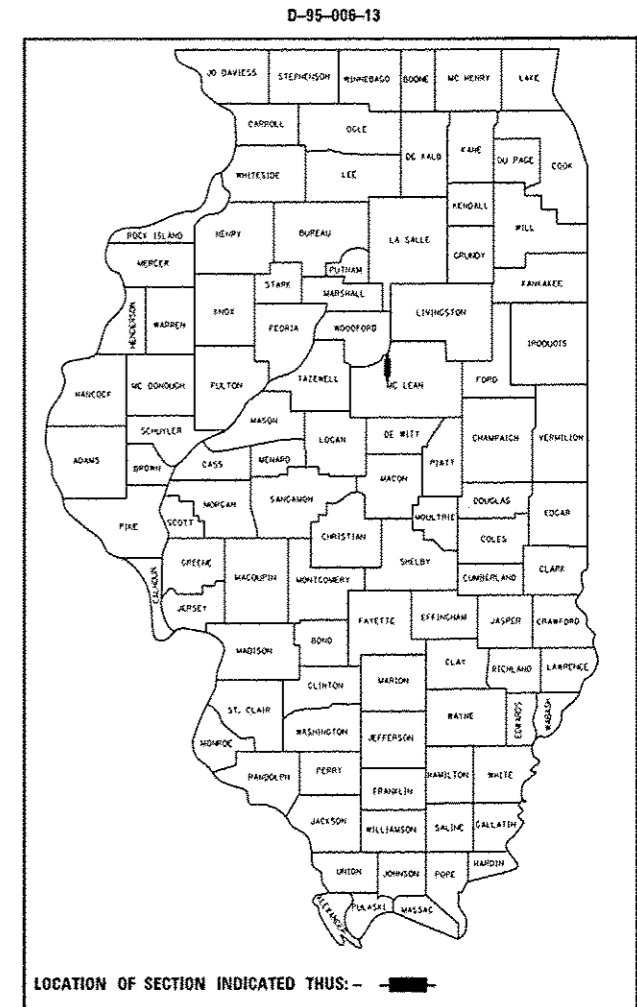 D-95-006-13
JO DAVIESS STEPHENSON WINNEBAGO BOONE MC HENRY LAKE
CARROLL OGLE
DE KALB KANE DU PAGE COOK
WHITESIDE LEE
KENDALL
ROCK ISLAND HENRY BUREAU LA SALLE WILL
GRUNDY
MERCER PUTNAM
STARK MARSHALL KANKAKEE
HENDERSON WARREN KNOX PEORIA WOODFORD LIVINGSTON
IROQUOIS
HANCOCK MC DONOUGH FULTON TAZEWELL MC LEAN FORD
MASON
SCHUYLER LOGAN DE WITT CHAMPAIGN VERMILION
ADAMS BROWN CASS MENARD PIATT
MACON
MORGAN SANGAMON DOUGLAS
PIKE SCOTT MOULTRIE EDGAR
CHRISTIAN COLES
CALHOUN GREENE MACOUPIN MONTGOMERY SHELBY CUMBERLAND CLARK
JERSEY
FAYETTE EFFINGHAM JASPER CRAWFORD
MADISON BOND
CLAY RICHLAND LAWRENCE
CLINTON MARION
ST. CLAIR WAYNE EDWARDS WABASH
WASHINGTON JEFFERSON
MONROE
RANDOLPH PERRY HAMILTON WHITE
FRANKLIN
JACKSON WILLIAMSON SALINE GALLATIN
UNION JOHNSON POPE HARDIN
ALEXANDER PULASKI MASSAC
LOCATION OF SECTION INDICATED THUS:-